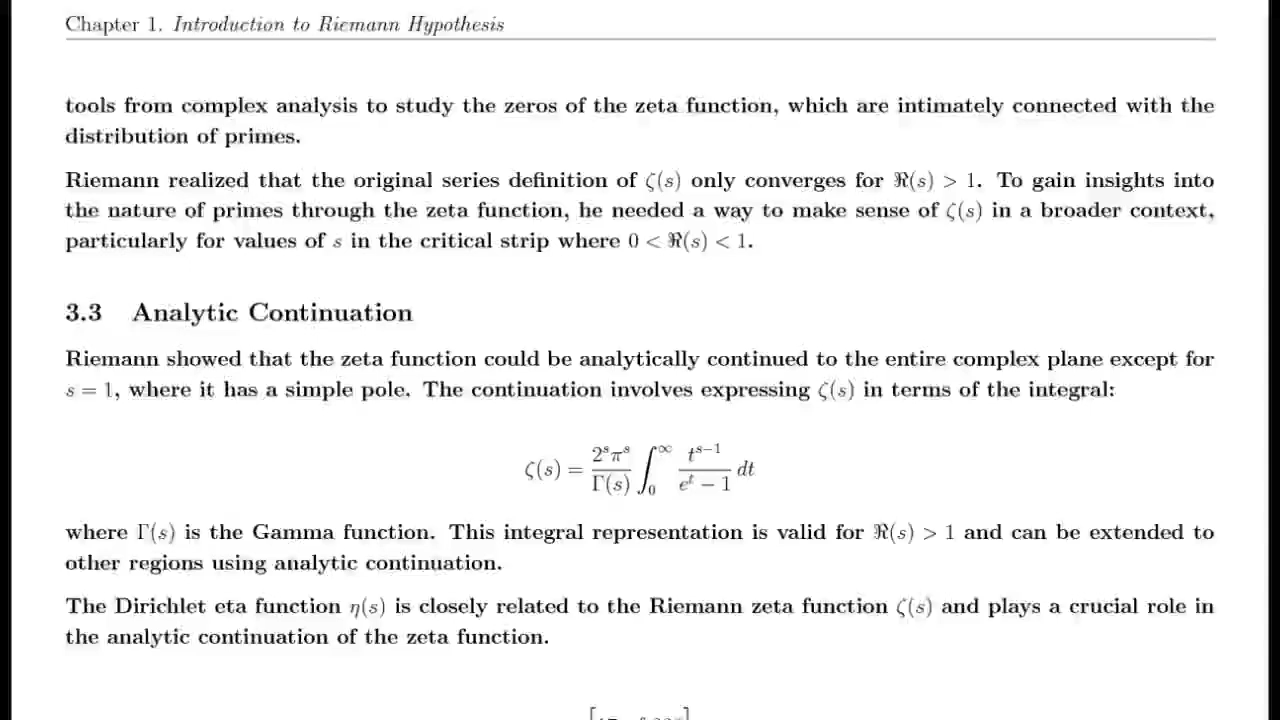 Chapter 1. Introduction to Riemann Hypothesis
tools from complex analysis to study the zeros of the zeta function, which are intimately connected with the
distribution of primes.
Riemann realized that the original series definition of ζ(s) only converges for ℜ(s) > 1. To gain insights into
the nature of primes through the zeta function, he needed a way to make sense of ζ(s) in a broader context,
particularly for values of s in the critical strip where 0 < ℜ(s) < 1.
3.3 Analytic Continuation
Riemann showed that the zeta function could be analytically continued to the entire complex plane except for
s = 1, where it has a simple pole. The continuation involves expressing ζ(s) in terms of the integral:
ζ(s) = \frac{2^s π^s}{Γ(s)} ∫_0^∞ \frac{t^{s−1}}{e^t − 1} dt
where Γ(s) is the Gamma function. This integral representation is valid for ℜ(s) > 1 and can be extended to
other regions using analytic continuation.
The Dirichlet eta function η(s) is closely related to the Riemann zeta function ζ(s) and plays a crucial role in
the analytic continuation of the zeta function.